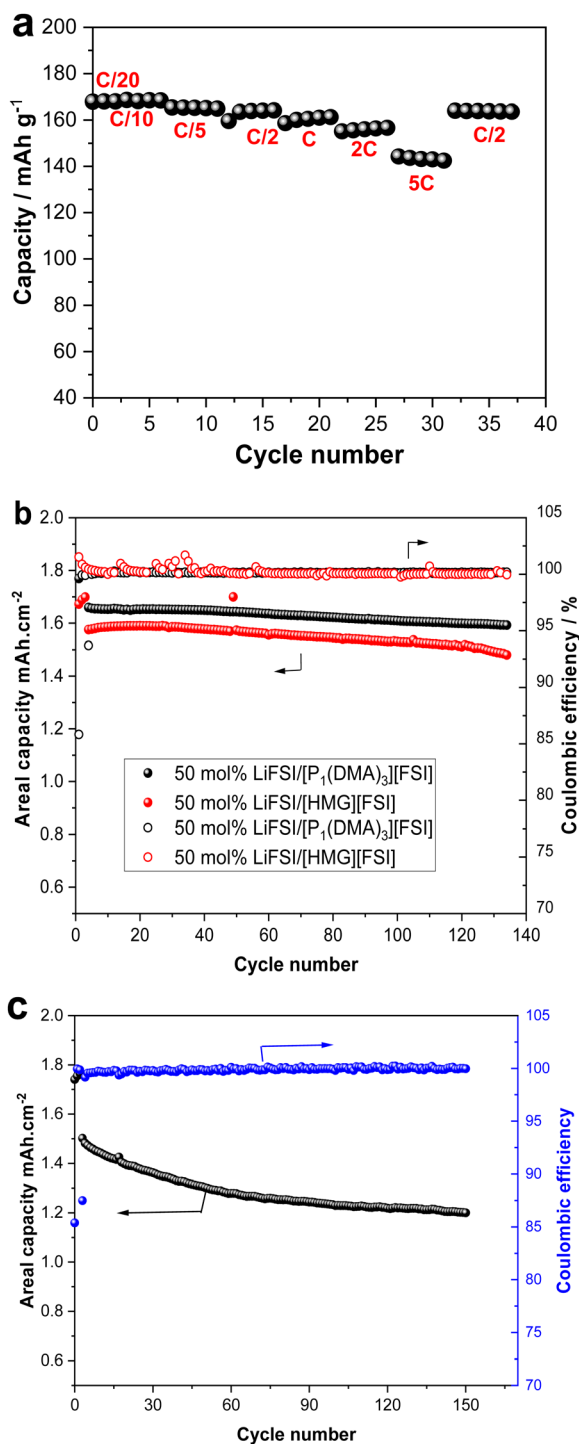 a
200
180
160
140
120
100
80
60
40
Capacity / mAh g⁻¹
C/20
C/10
C/5
C/2
C
2C
5C
C/2
0 5 10 15 20 25 30 35 40
Cycle number
b
2.0
1.8
1.6
1.4
1.2
1.0
0.8
0.6
Areal capacity mAh.cm⁻²
105
100
95
90
85
80
75
70
Coulombic efficiency / %
50 mol% LiFSI/[P₁(DMA)₃][FSI]
50 mol% LiFSI/[HMG][FSI]
50 mol% LiFSI/[P₁(DMA)₃][FSI]
50 mol% LiFSI/[HMG][FSI]
0 20 40 60 80 100 120 140
Cycle number
c
2.0
1.8
1.6
1.4
1.2
1.0
0.8
0.6
Areal capacity mAh.cm⁻²
105
100
95
90
85
80
75
70
Coulombic efficiency
0 30 60 90 120 150
Cycle number